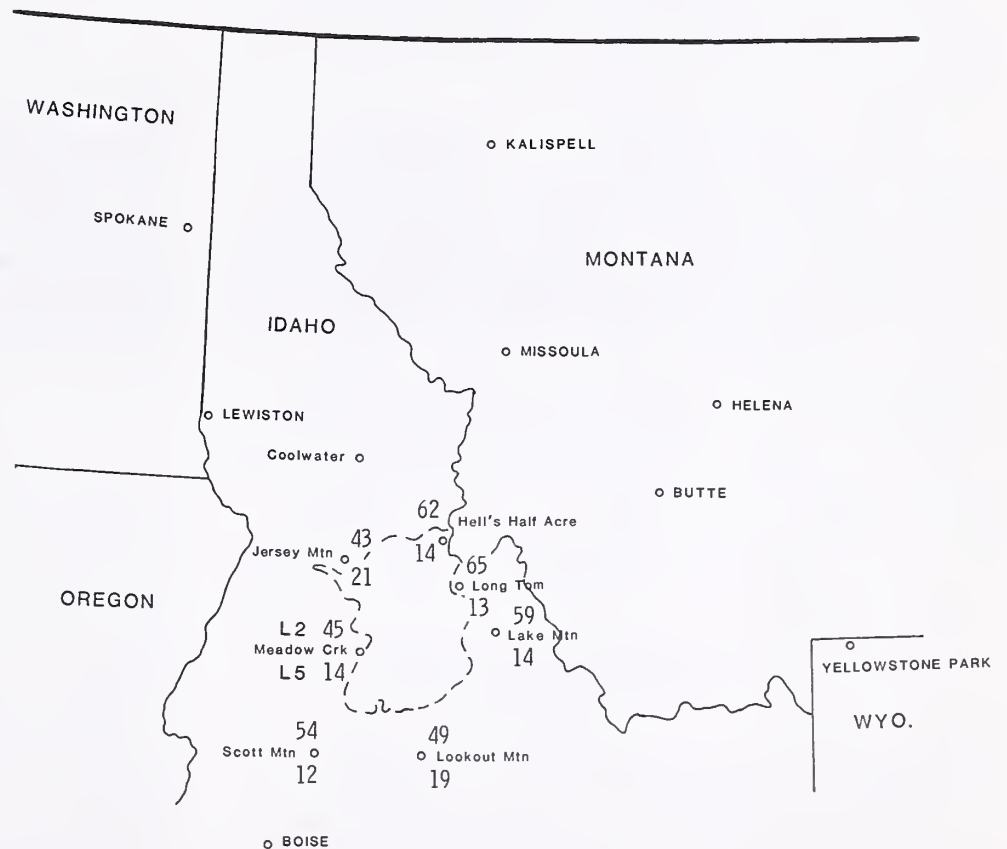 WASHINGTON
KALISPELL
SPOKANE
MONTANA
IDAHO
MISSOULA
HELENA
LEWISTON
Coolwater
BUTTE
62
Hell's Half Acre
43
14
Jersey Mtn
21
65
Long Tom
OREGON
13
59
L2 45
Lake Mtn
Meadow Crk
14
L5 14
YELLOWSTONE PARK
WYO.
54
49
Scott Mtn
Lookout Mtn
12
19
BOISE